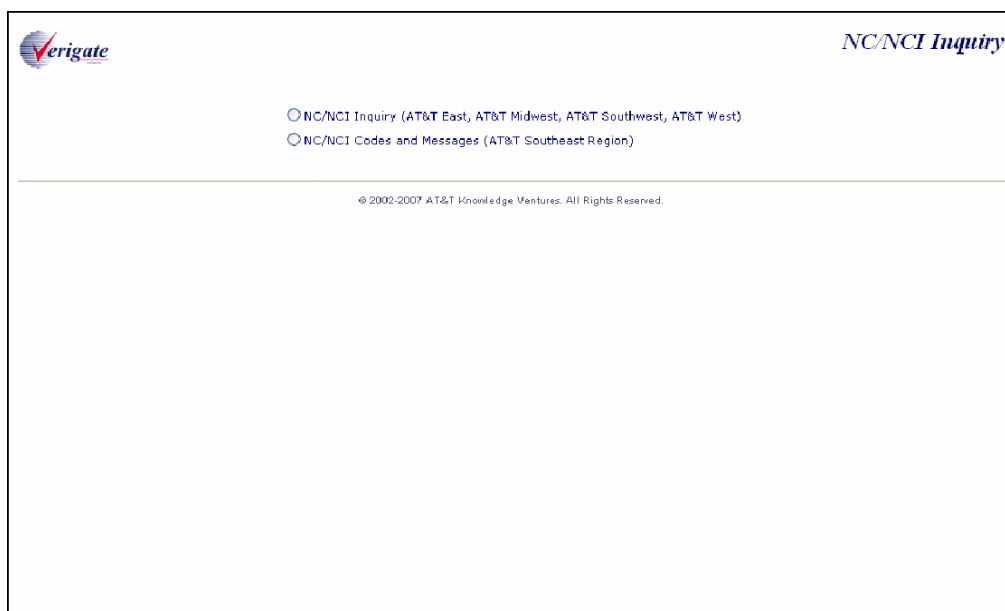 Verigate
NC/NCI Inquiry
NC/NCI Inquiry (AT&T East, AT&T Midwest, AT&T Southwest, AT&T West)
NC/NCI Codes and Messages (AT&T Southeast Region)
© 2002-2007 AT&T Knowledge Ventures. All Rights Reserved.